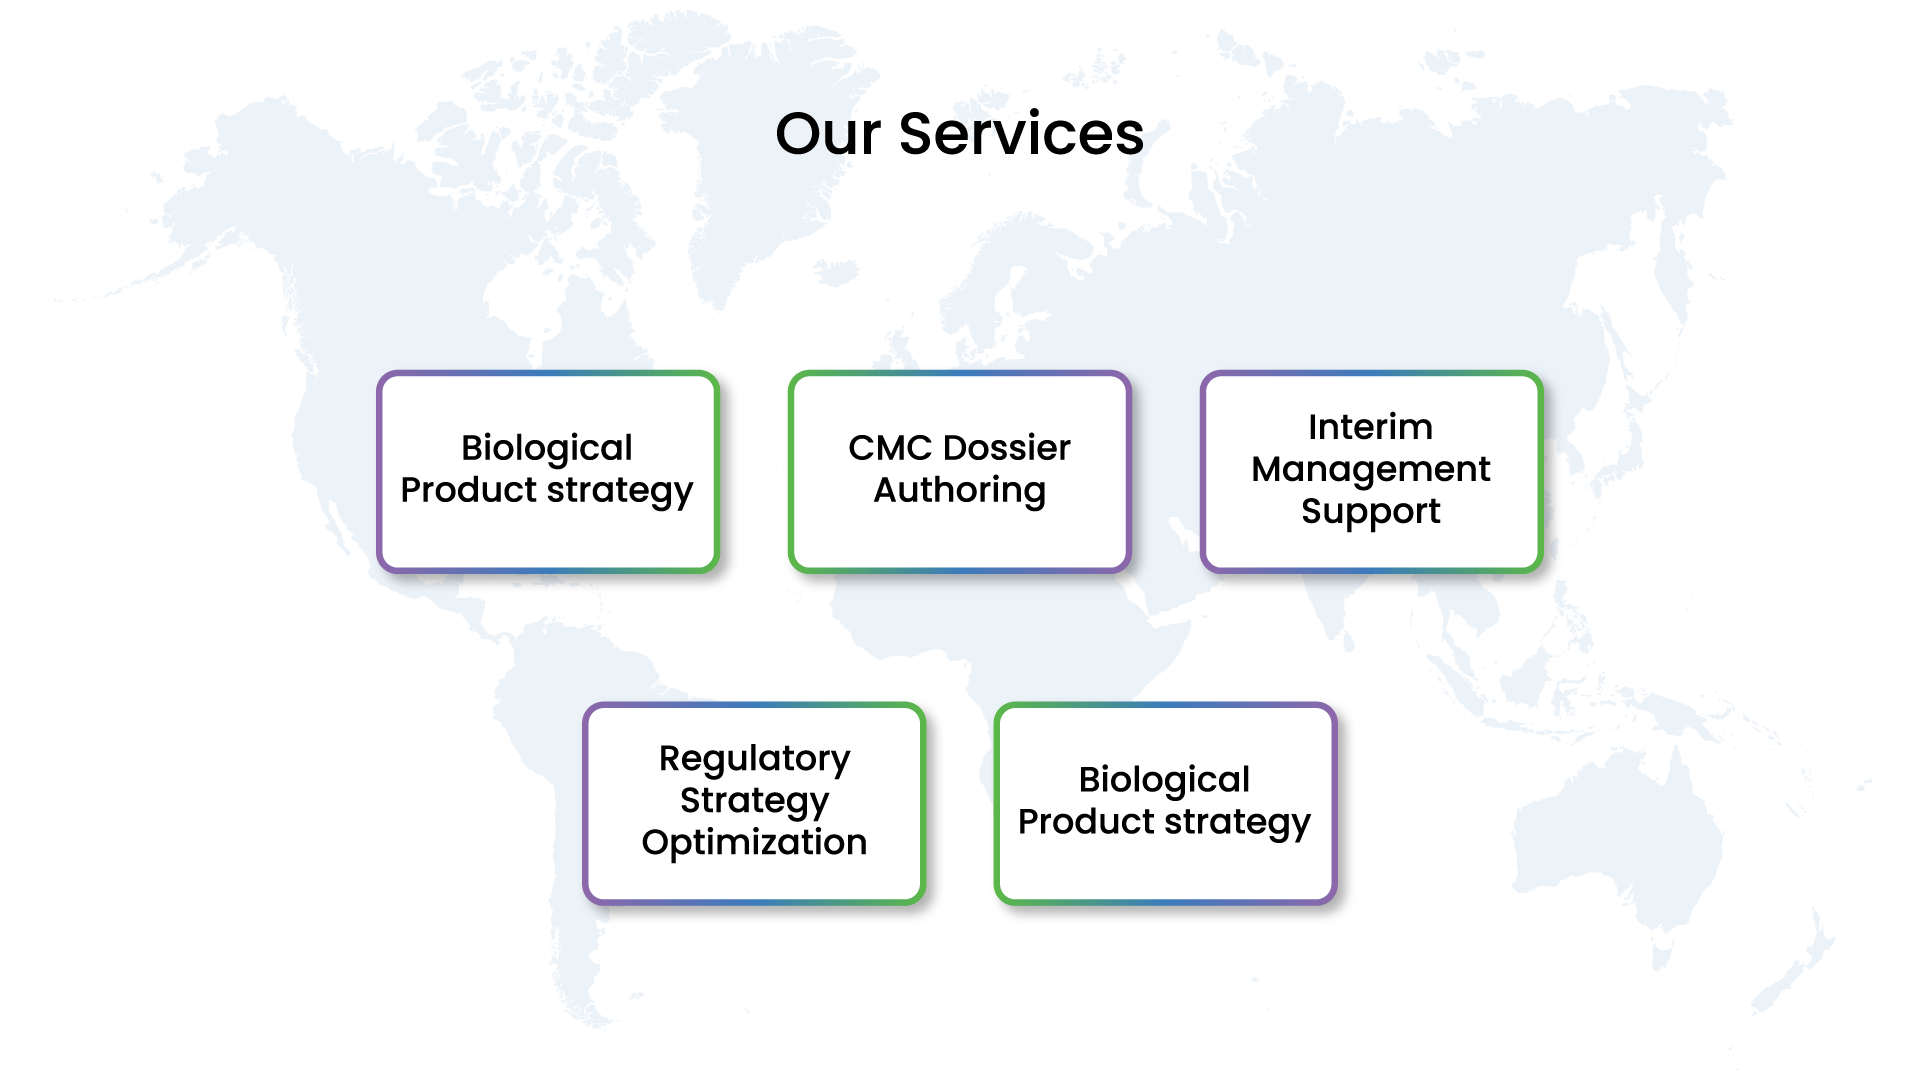 Our Services
Biological
Product strategy
CMC Dossier
Authoring
Interim
Management
Support
Regulatory
Strategy
Optimization
Biological
Product strategy